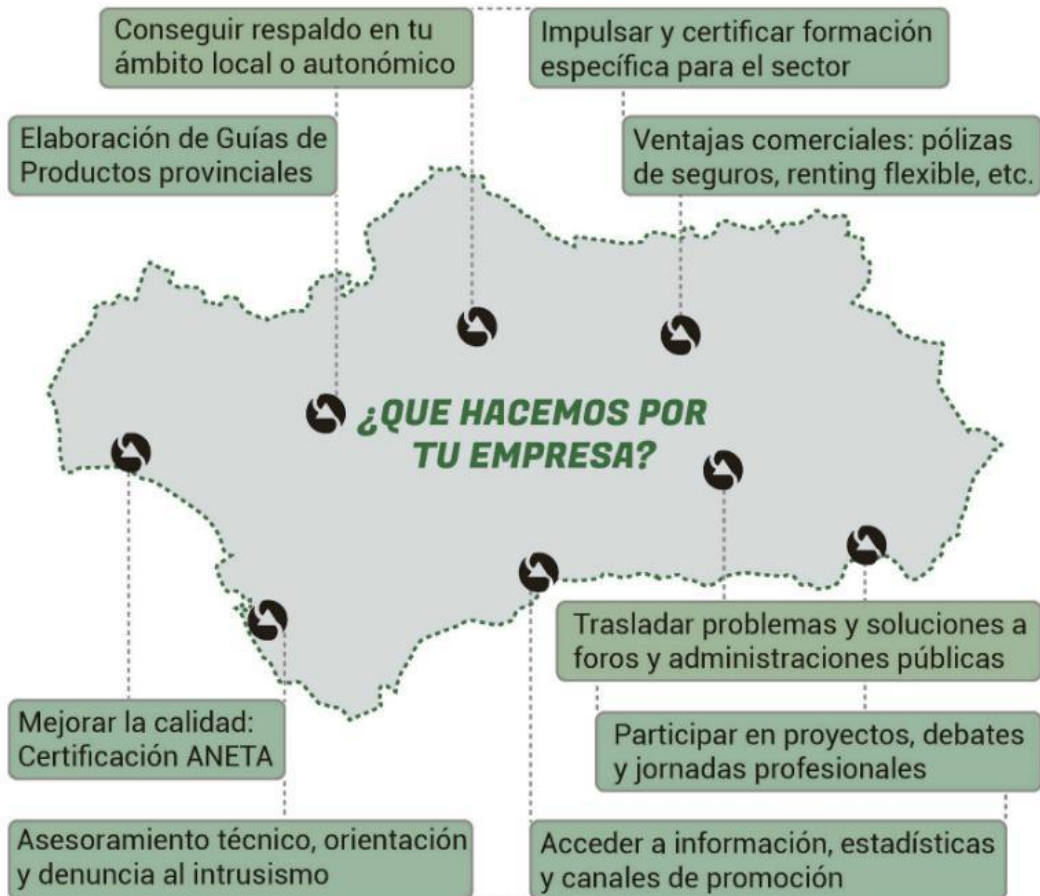 Conseguir respaldo en tu
ámbito local o autonómico
Impulsar y certificar formación
específica para el sector
Elaboración de Guías de
Productos provinciales
Ventajas comerciales: pólizas
de seguros, renting flexible, etc.
¿QUE HACEMOS POR
TU EMPRESA?
Trasladar problemas y soluciones a
foros y administraciones públicas
Mejorar la calidad:
Certificación ANETA
Participar en proyectos, debates
y jornadas profesionales
Asesoramiento técnico, orientación
y denuncia al intrusismo
Acceder a información, estadísticas
y canales de promoción